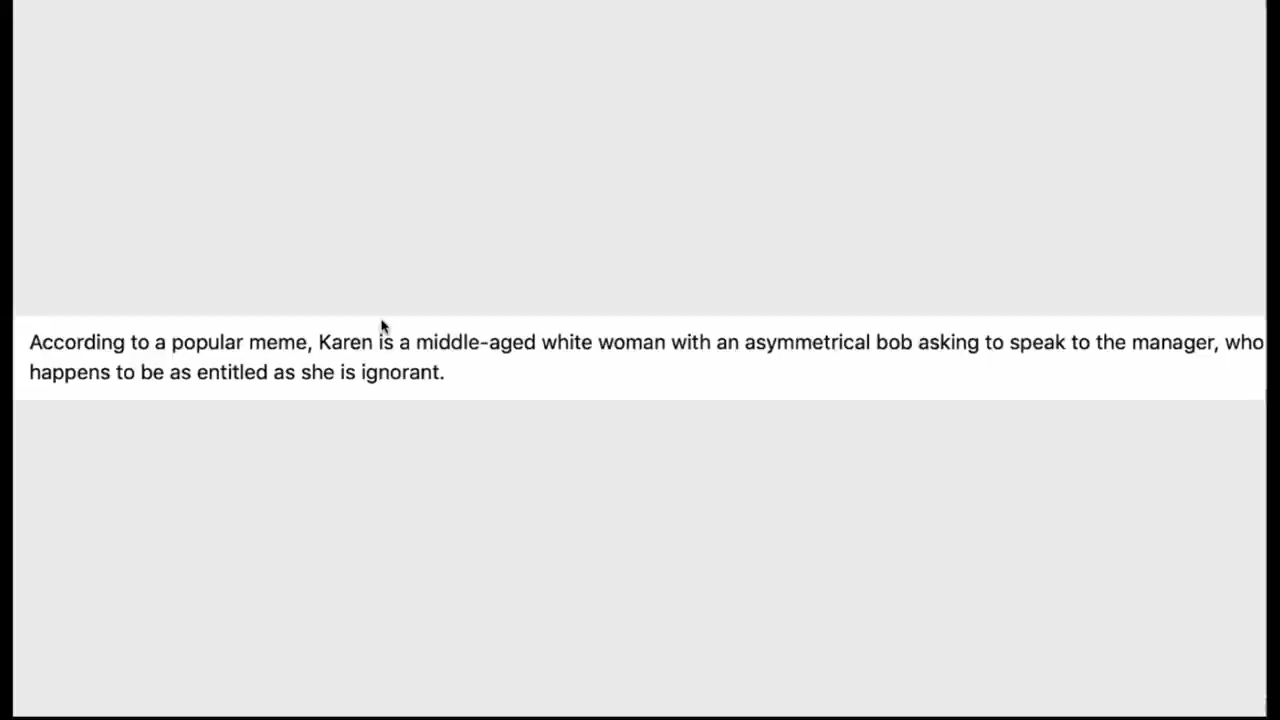 According to a popular meme, Karen is a middle-aged white woman with an asymmetrical bob asking to speak to the manager, who
happens to be as entitled as she is ignorant.